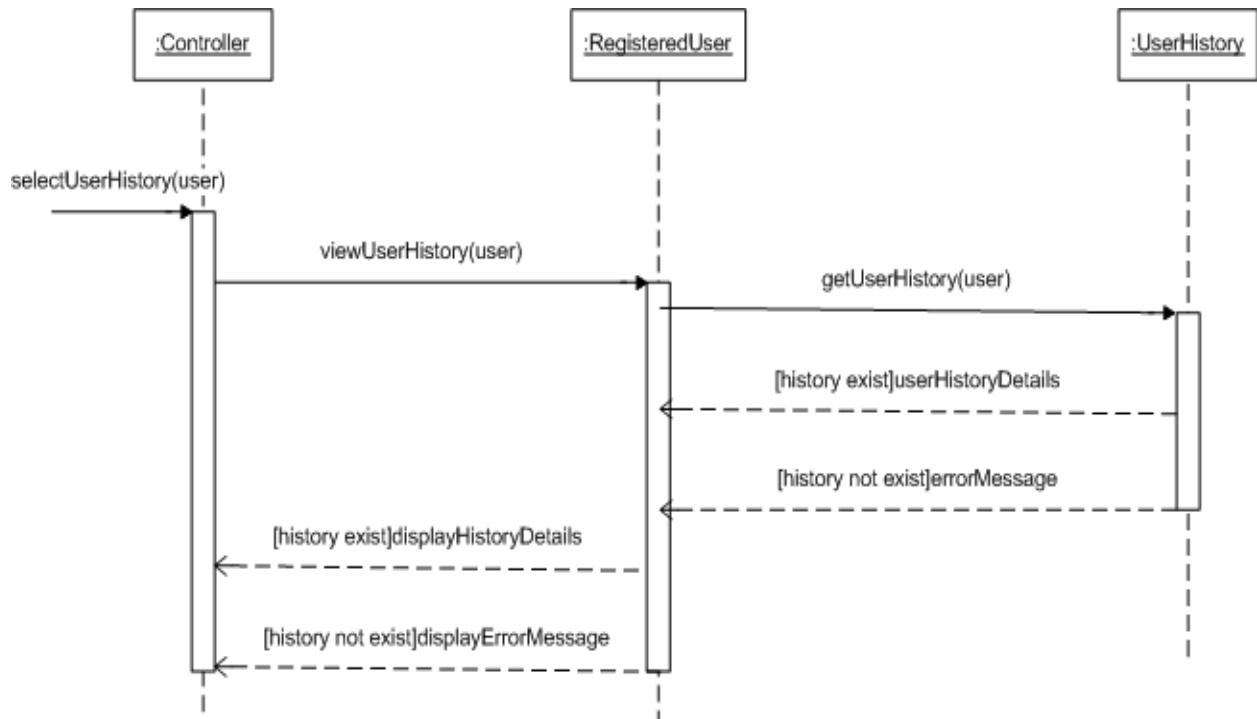 :Controller
:RegisteredUser
:UserHistory
selectUserHistory(user)
viewUserHistory(user)
getUserHistory(user)
[history exist]userHistoryDetails
[history not exist]errorMessage
[history exist]displayHistoryDetails
[history not exist]displayErrorMessage